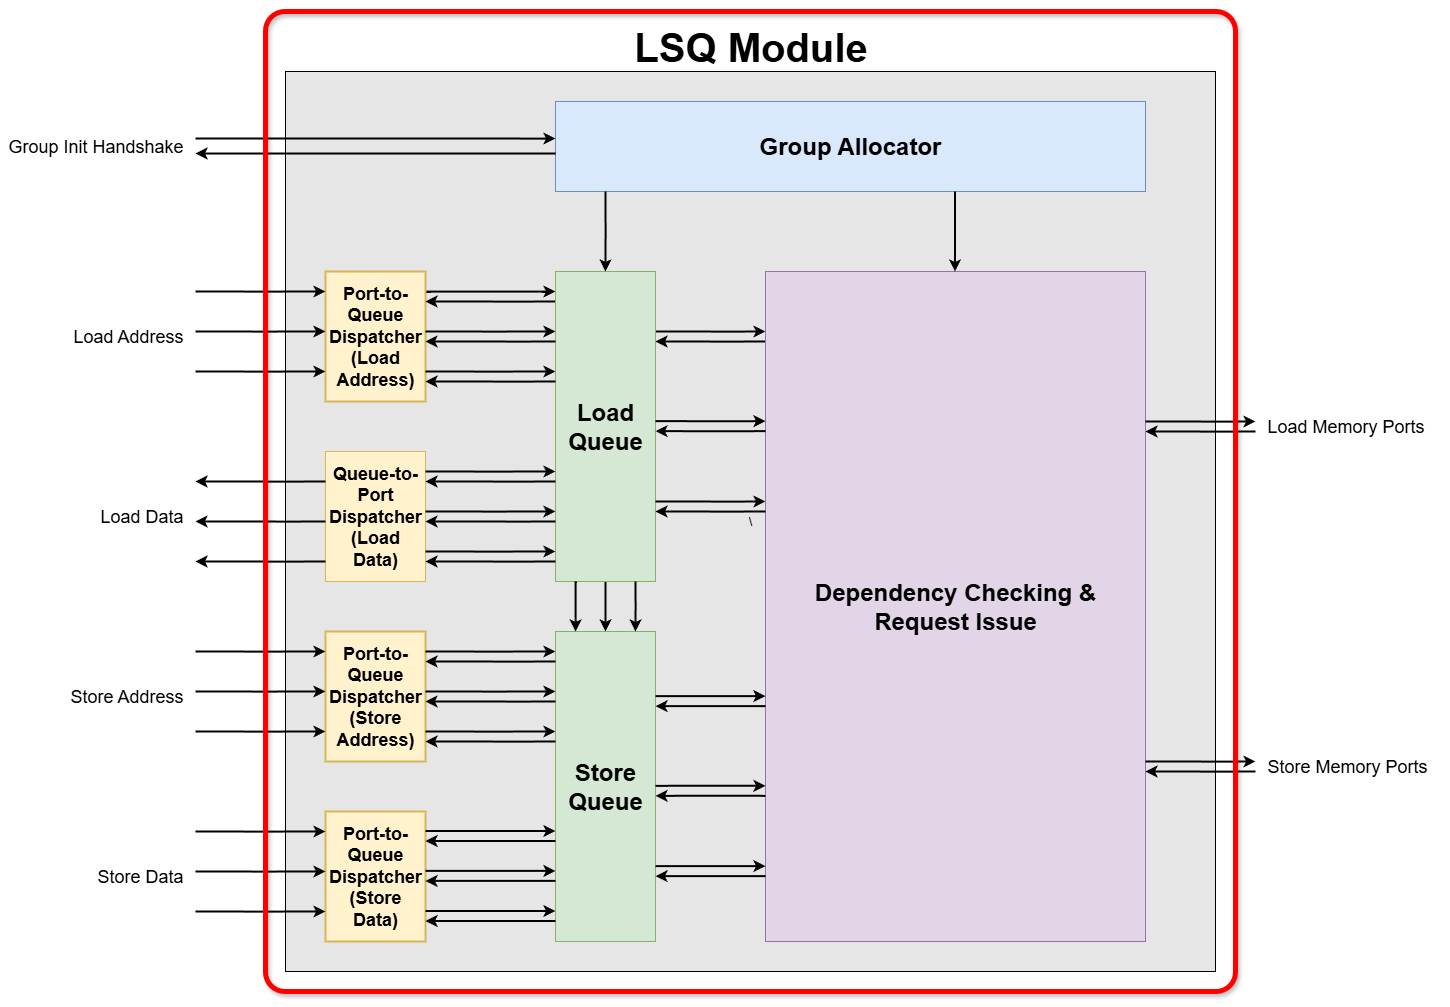 LSQ Module
Group Init Handshake
Group Allocator
Load Address
Port-to-
Queue
Dispatcher
(Load
Address)
Load
Queue
Load Data
Queue-to-
Port
Dispatcher
(Load
Data)
\
Load Memory Ports
Dependency Checking &
Request Issue
Store Address
Port-to-
Queue
Dispatcher
(Store
Address)
Store
Queue
Store Memory Ports
Store Data
Port-to-
Queue
Dispatcher
(Store
Data)